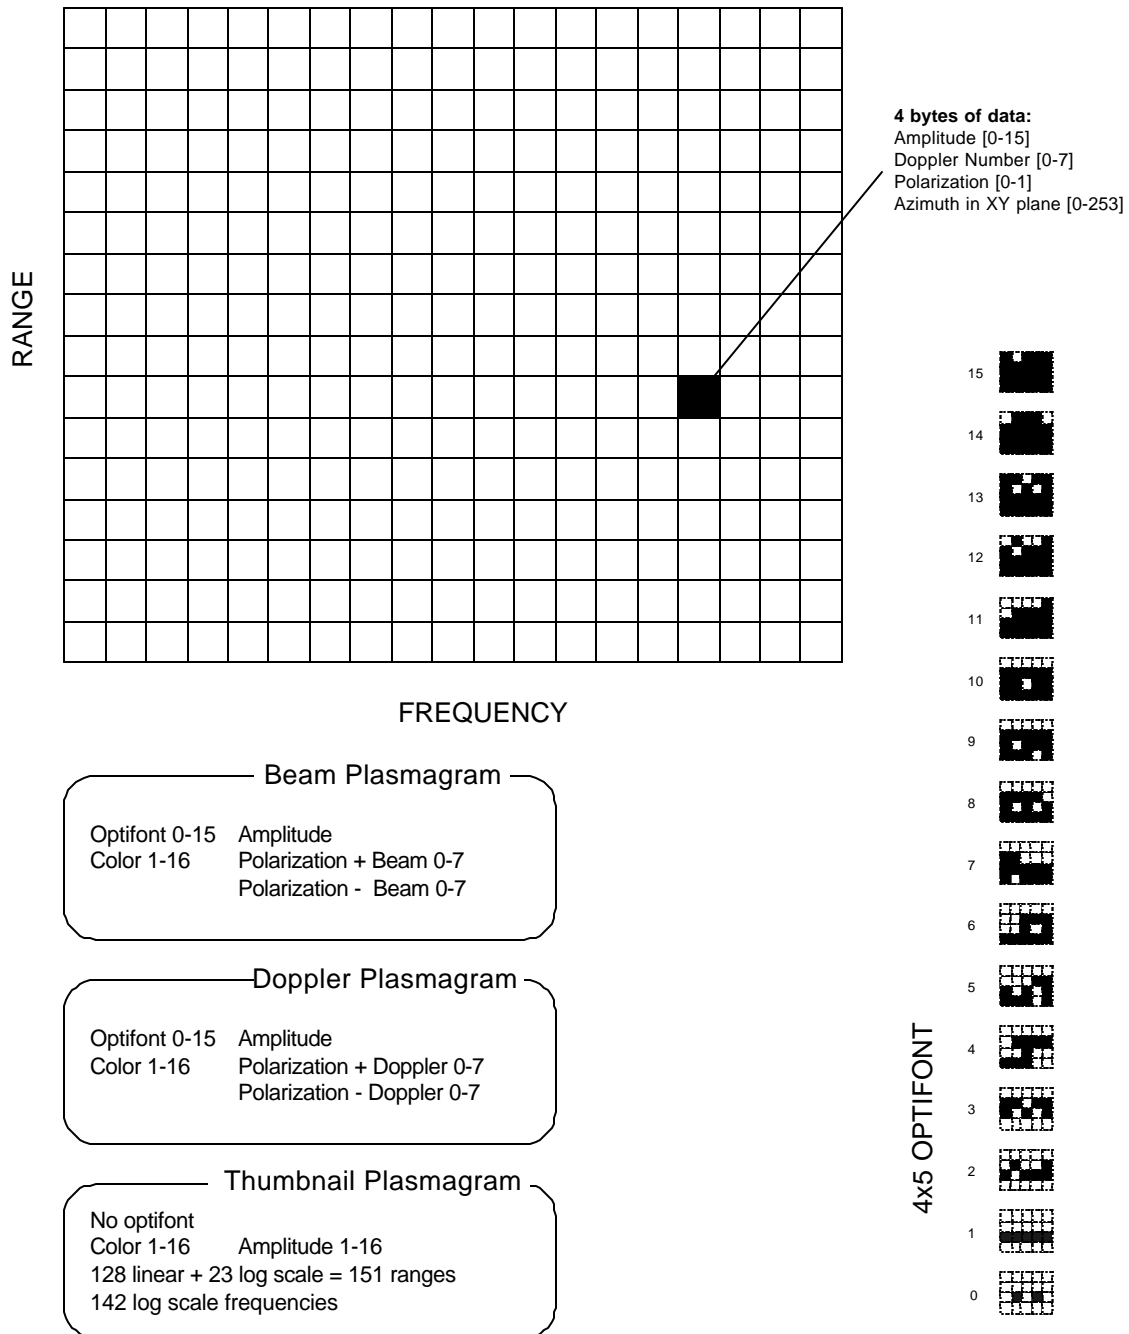 4 bytes of data:
Amplitude [0-15]
Doppler Number [0-7]
Polarization [0-1]
Azimuth in XY plane [0-253]
RANGE
FREQUENCY
Beam Plasmagram
Optifont 0-15 Amplitude
Color 1-16 Polarization + Beam 0-7
Polarization - Beam 0-7
Doppler Plasmagram
Optifont 0-15 Amplitude
Color 1-16 Polarization + Doppler 0-7
Polarization - Doppler 0-7
Thumbnail Plasmagram
No optifont
Color 1-16 Amplitude 1-16
128 linear + 23 log scale = 151 ranges
142 log scale frequencies
4x5 OPTIFONT
15
14
13
12
11
10
9
8
7
6
5
4
3
2
1
0